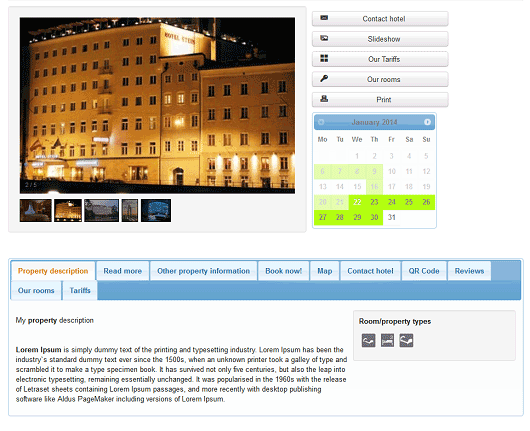 HOTEL STEIN
2 / 5
Contact hotel
Slideshow
Our Tariffs
Our rooms
Print
January 2014
Mo Tu We Th Fr Sa Su
1 2 3 4 5
6 7 8 9 10 11 12
13 14 15 16 17 18 19
20 21 22 23 24 25 26
27 28 29 30 31
Property description Read more Other property information Book now! Map Contact hotel QR Code Reviews
Our rooms Tariffs
My property description
Room/property types
Lorem Ipsum is simply dummy text of the printing and typesetting industry. Lorem Ipsum has been the
industry's standard dummy text ever since the 1500s, when an unknown printer took a galley of type and
scrambled it to make a type specimen book. It has survived not only five centuries, but also the leap into
electronic typesetting, remaining essentially unchanged. It was popularised in the 1960s with the release
of Letraset sheets containing Lorem Ipsum passages, and more recently with desktop publishing
software like Aldus PageMaker including versions of Lorem Ipsum.